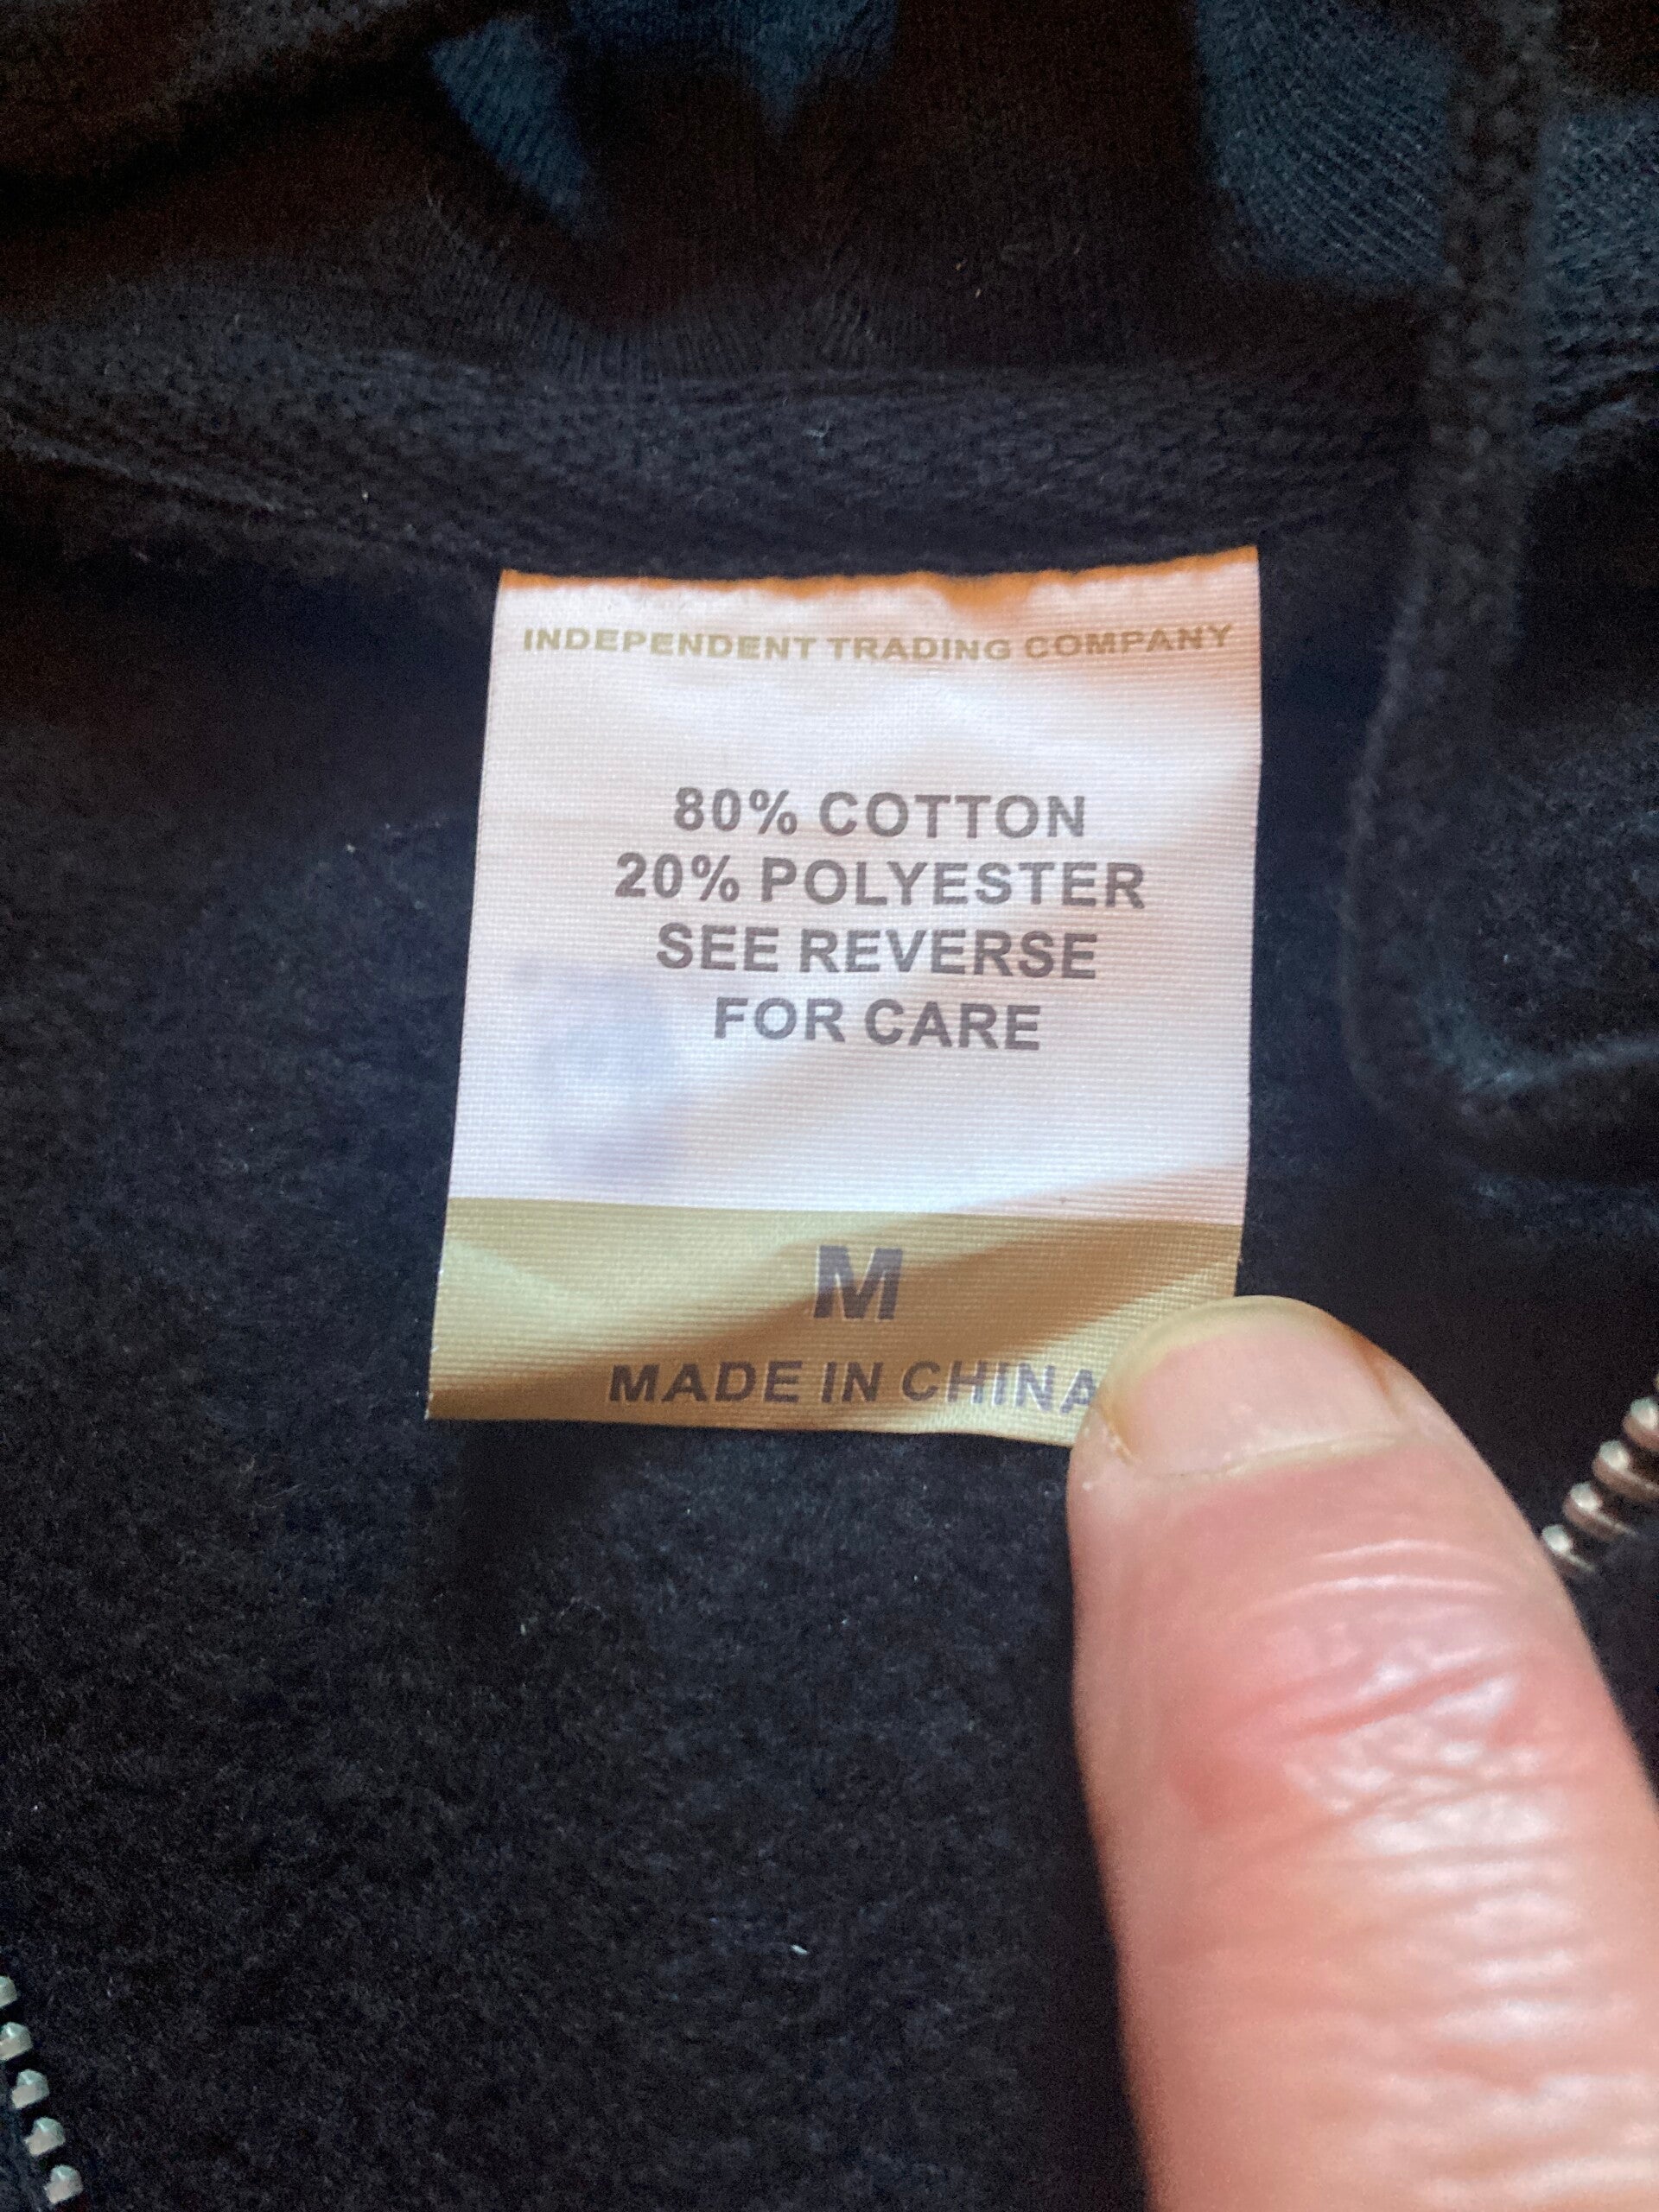 INDEPENDENT TRADING COMPANY
80% COTTON
20% POLYESTER
SEE REVERSE
FOR CARE
M
MADE IN CHINA